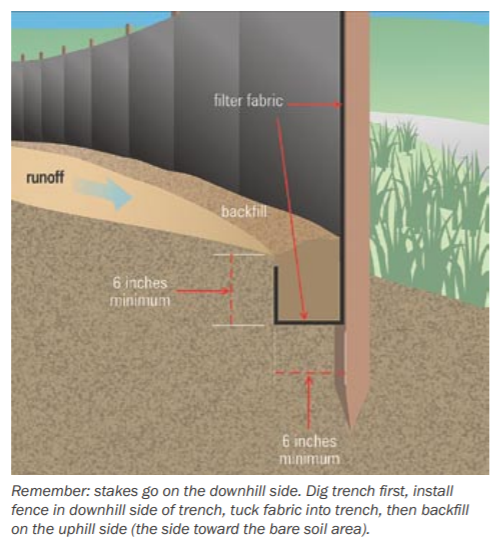 filter fabric
runoff
backfill
6 inches
minimum
6 inches
minimum
Remember: stakes go on the downhill side. Dig trench first, install
fence in downhill side of trench, tuck fabric into trench, then backfill
on the uphill side (the side toward the bare soil area).